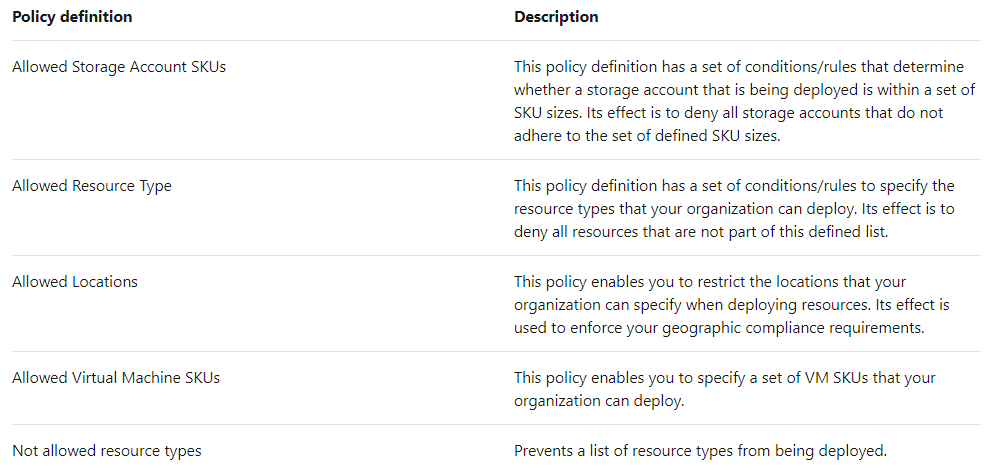 Policy definition
Description
Allowed Storage Account SKUs
This policy definition has a set of conditions/rules that determine
whether a storage account that is being deployed is within a set of
SKU sizes. Its effect is to deny all storage accounts that do not
adhere to the set of defined SKU sizes.
Allowed Resource Type
This policy definition has a set of conditions/rules to specify the
resource types that your organization can deploy. Its effect is to
deny all resources that are not part of this defined list.
Allowed Locations
This policy enables you to restrict the locations that your
organization can specify when deploying resources. Its effect is
used to enforce your geographic compliance requirements.
Allowed Virtual Machine SKUs
This policy enables you to specify a set of VM SKUs that your
organization can deploy.
Not allowed resource types
Prevents a list of resource types from being deployed.